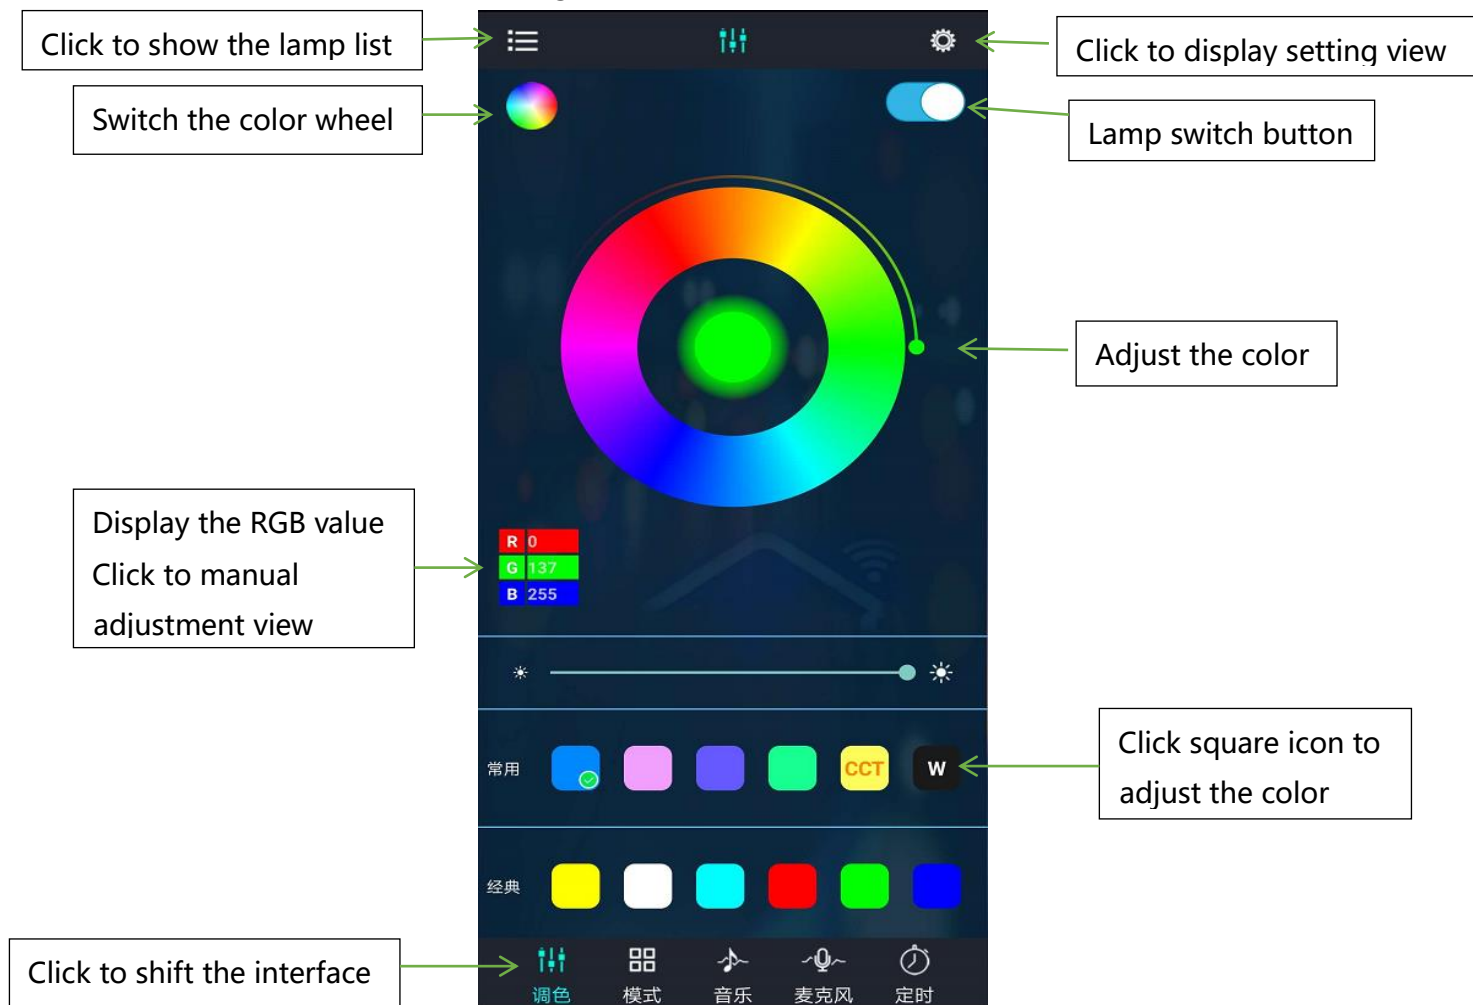 Click to show the lamp list
Click to display setting view
Switch the color wheel
Lamp switch button
Adjust the color
Display the RGB value
Click to manual
adjustment view
R 0
G 137
B 255
常用
CCT
W
Click square icon to
adjust the color
经典
Click to shift the interface
调色
模式
音乐
麦克风
定时